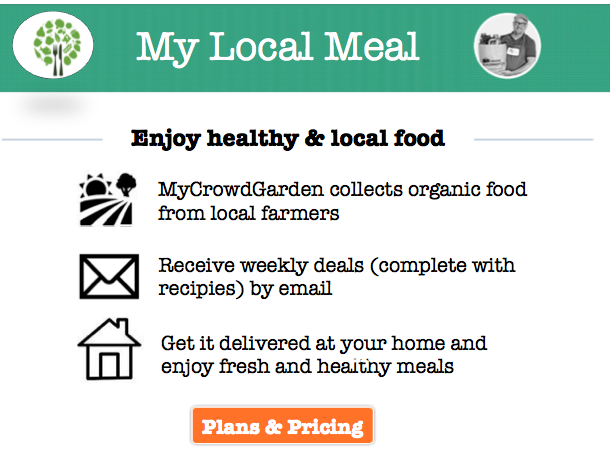 My Local Meal
Enjoy healthy & local food
MyCrowdGarden collects organic food
from local farmers
Receive weekly deals (complete with
recipies) by email
Get it delivered at your home and
enjoy fresh and healthy meals
Plans & Pricing